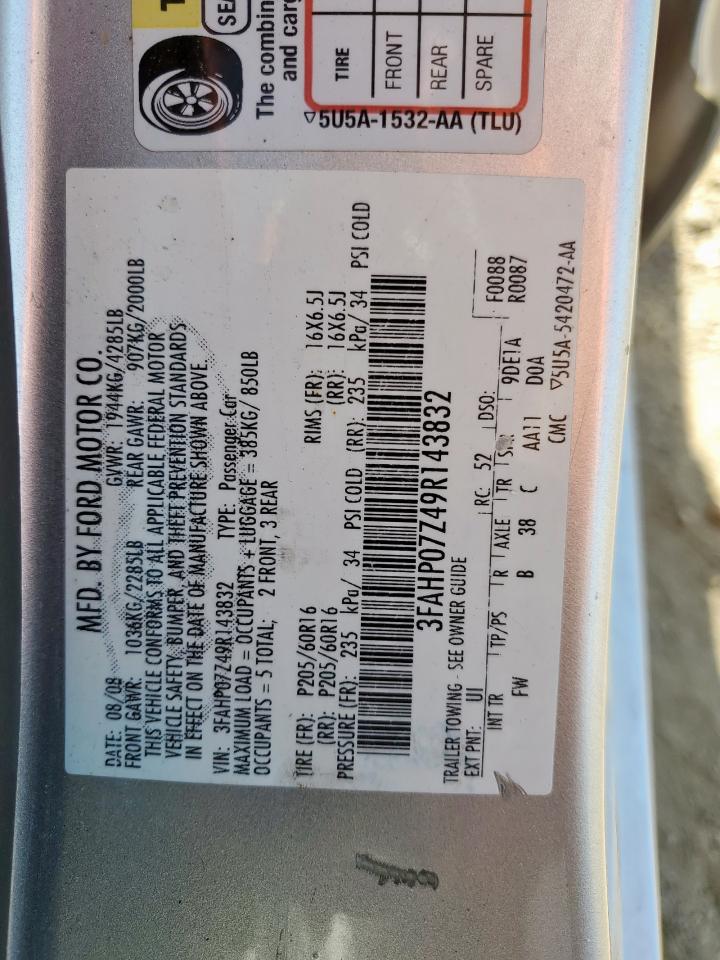 SEA
The combin
and carg
TIRE
FRONT
REAR
SPARE
▽5U5A-1532-AA (TLU)
MFD. BY FORD MOTOR CO.
DATE: 08/08 GVWR: 1944KG/4285LB
FRONT GAWR: 1036KG/2285LB REAR GAWR: 907KG/2000LB
THIS VEHICLE CONFORMS TO ALL APPLICABLE FEDERAL MOTOR
VEHICLE SAFETY, BUMPER, AND THEFT PREVENTION STANDARDS
IN EFFECT ON THE DATE OF MANUFACTURE SHOWN ABOVE.
VIN: 3FAHP07Z49R143832 TYPE: Passenger Car
MAXIMUM LOAD = OCCUPANTS + LUGGAGE = 385KG/ 850LB
OCCUPANTS = 5 TOTAL; 2 FRONT, 3 REAR
TIRE (FR): P205/60R16 RIMS (FR): 16X6.5J
(RR): P205/60R16 (RR): 16X6.5J
PRESSURE (FR): 235 kPa/ 34 PSI COLD (RR): 235 kPa/ 34 PSI COLD
3FAHP07Z49R143832
TRAILER TOWING - SEE OWNER GUIDE
EXT PNT: UI RC: 52 DSO: F0088
INT TR TP/PS R AXLE TR 9DE1A R0087
FW B 38 C AA11 D0A
CMC ▽5U5A-5420472-AA